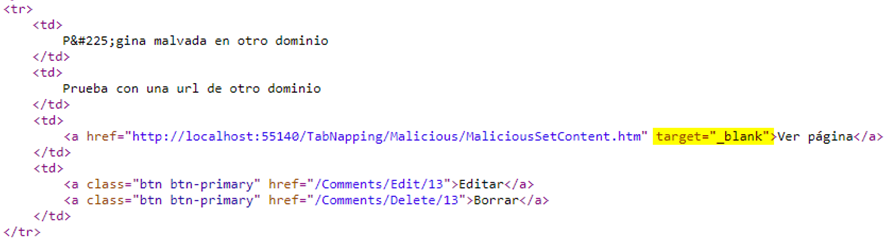 <tr>
<td>
P&#225;gina malvada en otro dominio
</td>
<td>
Prueba con una url de otro dominio
</td>
<td>
<a href="http://localhost:55140/TabNapping/Malicious/MaliciousSetContent.htm" target="_blank">Ver página</a>
</td>
<td>
<a class="btn btn-primary" href="/Comments/Edit/13">Editar</a>
<a class="btn btn-primary" href="/Comments/Delete/13">Borrar</a>
</td>
</tr>